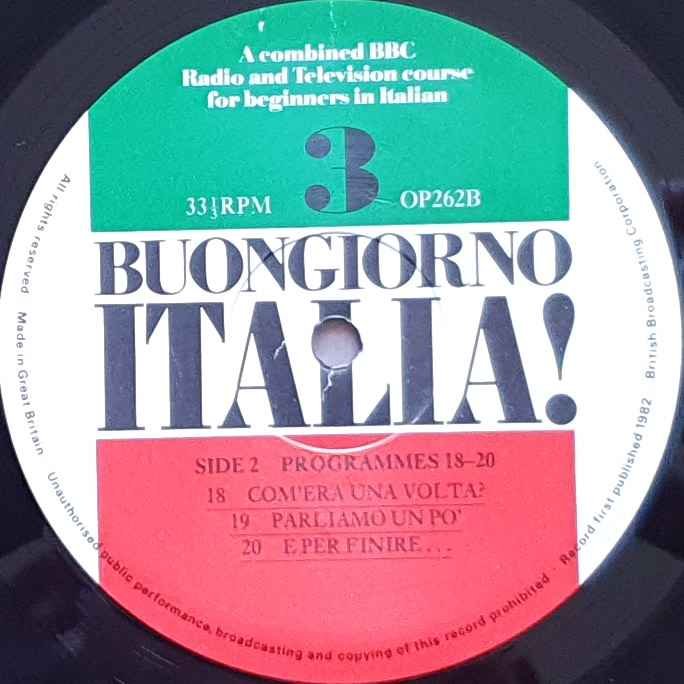 A combined BBC
Radio and Television course
for beginners in Italian
3
33⅓RPM
OP262B
BUONGIORNO
ITALIA!
SIDE 2 PROGRAMMES 18–20
18 COM'ERA UNA VOLTA?
19 PARLIAMO UN PO'
20 E PER FINIRE...
All rights reserved Made in Great Britain Unauthorised public performance, broadcasting and copying of this record prohibited · Record first published 1982 British Broadcasting Corporation